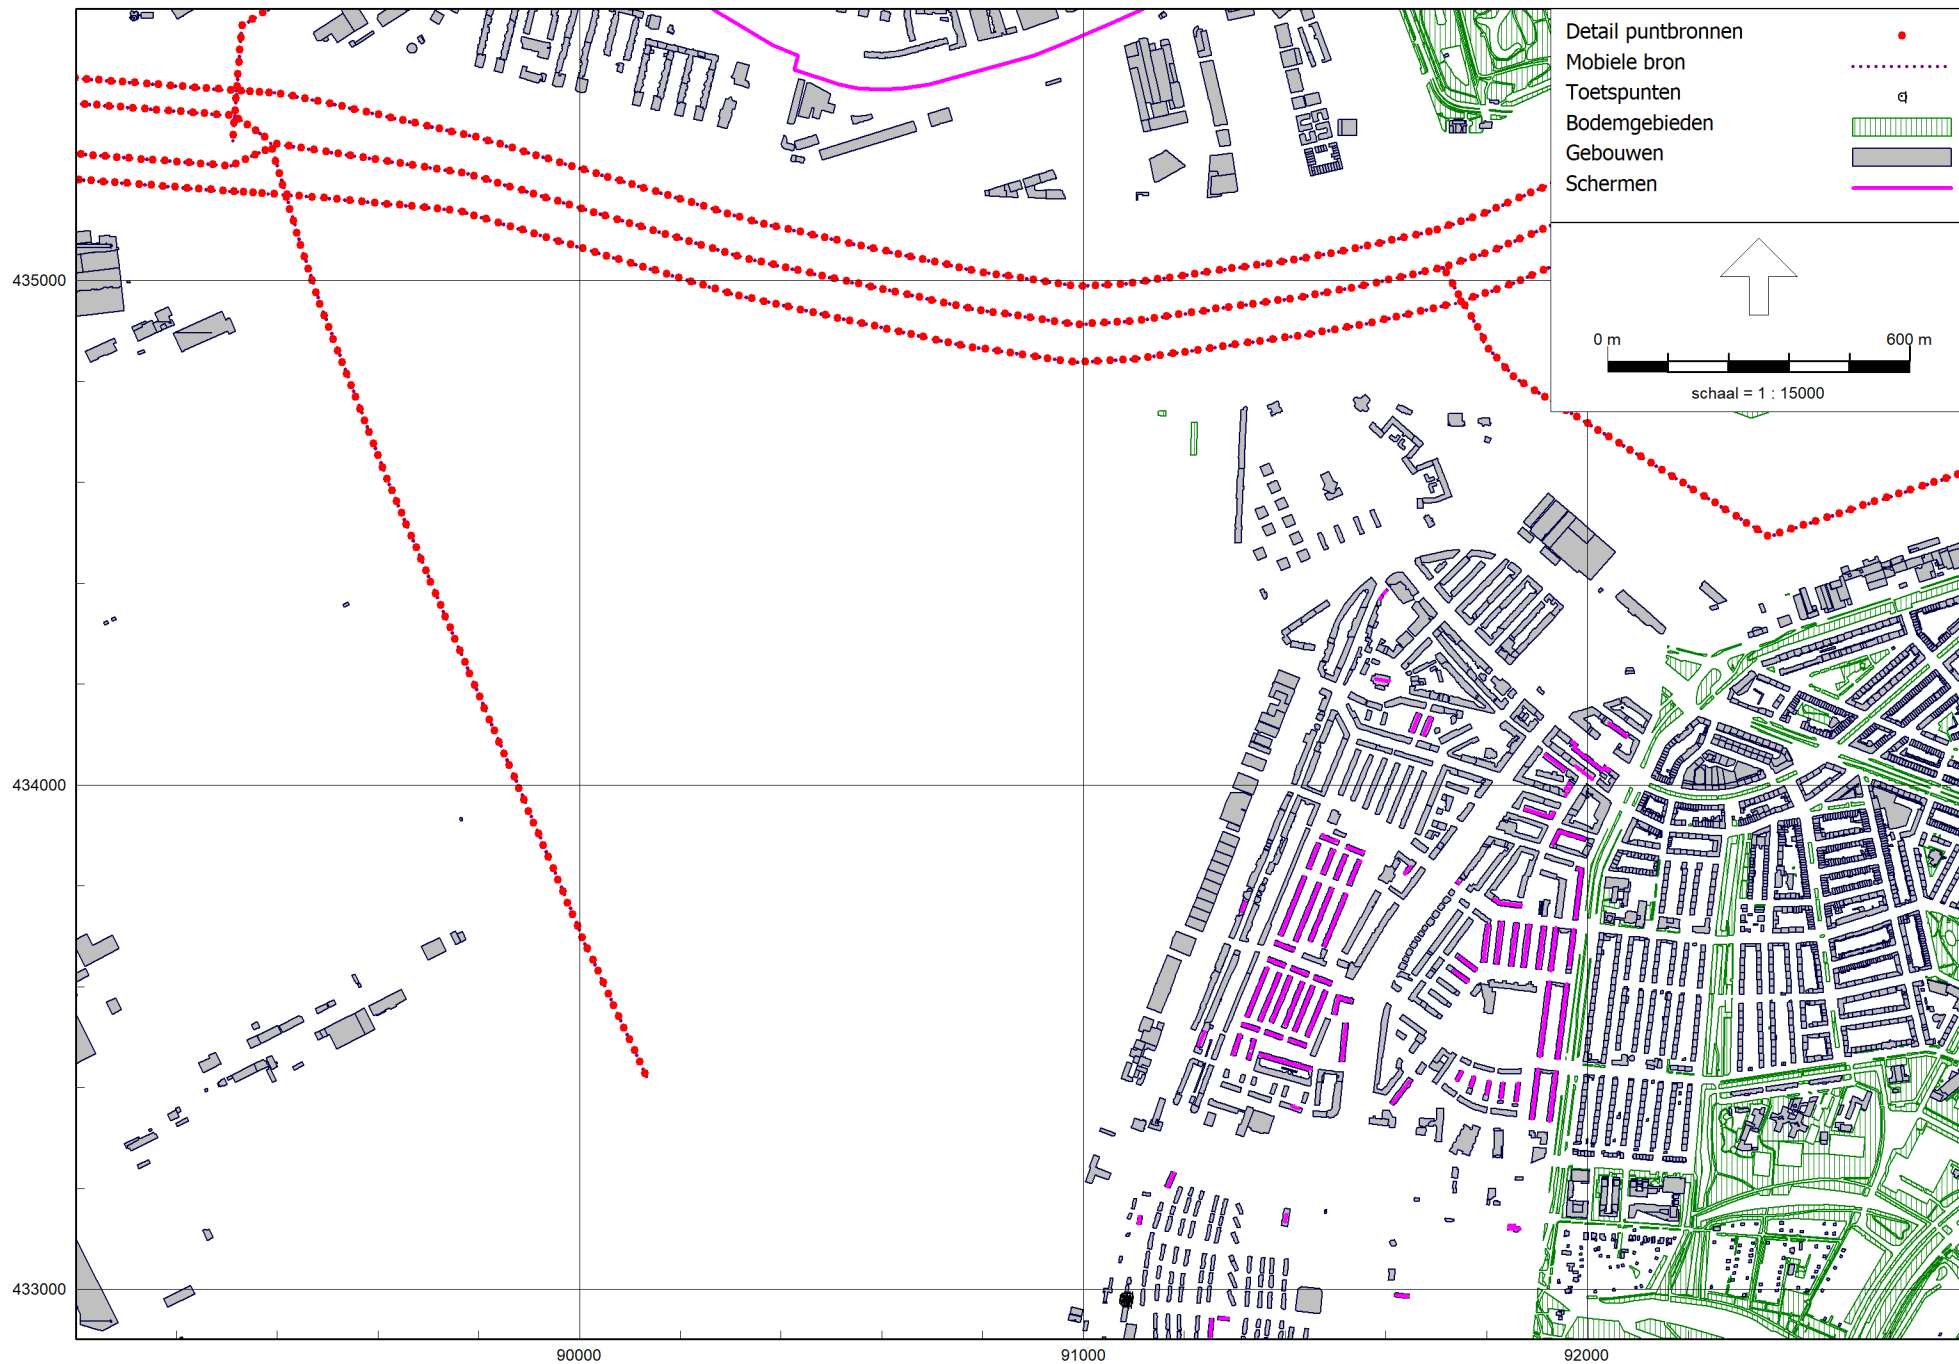 Detail puntbronnen
Mobiele bron
Toetspunten
Bodemgebieden
Gebouwen
Schermen
0 m 600 m
schaal = 1 : 15000
435000
434000
433000
90000 91000 92000